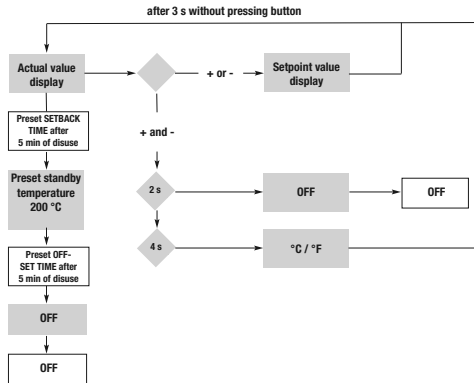 after 3 s without pressing button
Actual value
display
+ or -
Setpoint value
display
Preset SETBACK
TIME after
5 min of disuse
+ and -
Preset standby
temperature
200 °C
2 s
OFF
OFF
4 s
°C / °F
Preset OFF-
SET TIME after
5 min of disuse
OFF
OFF